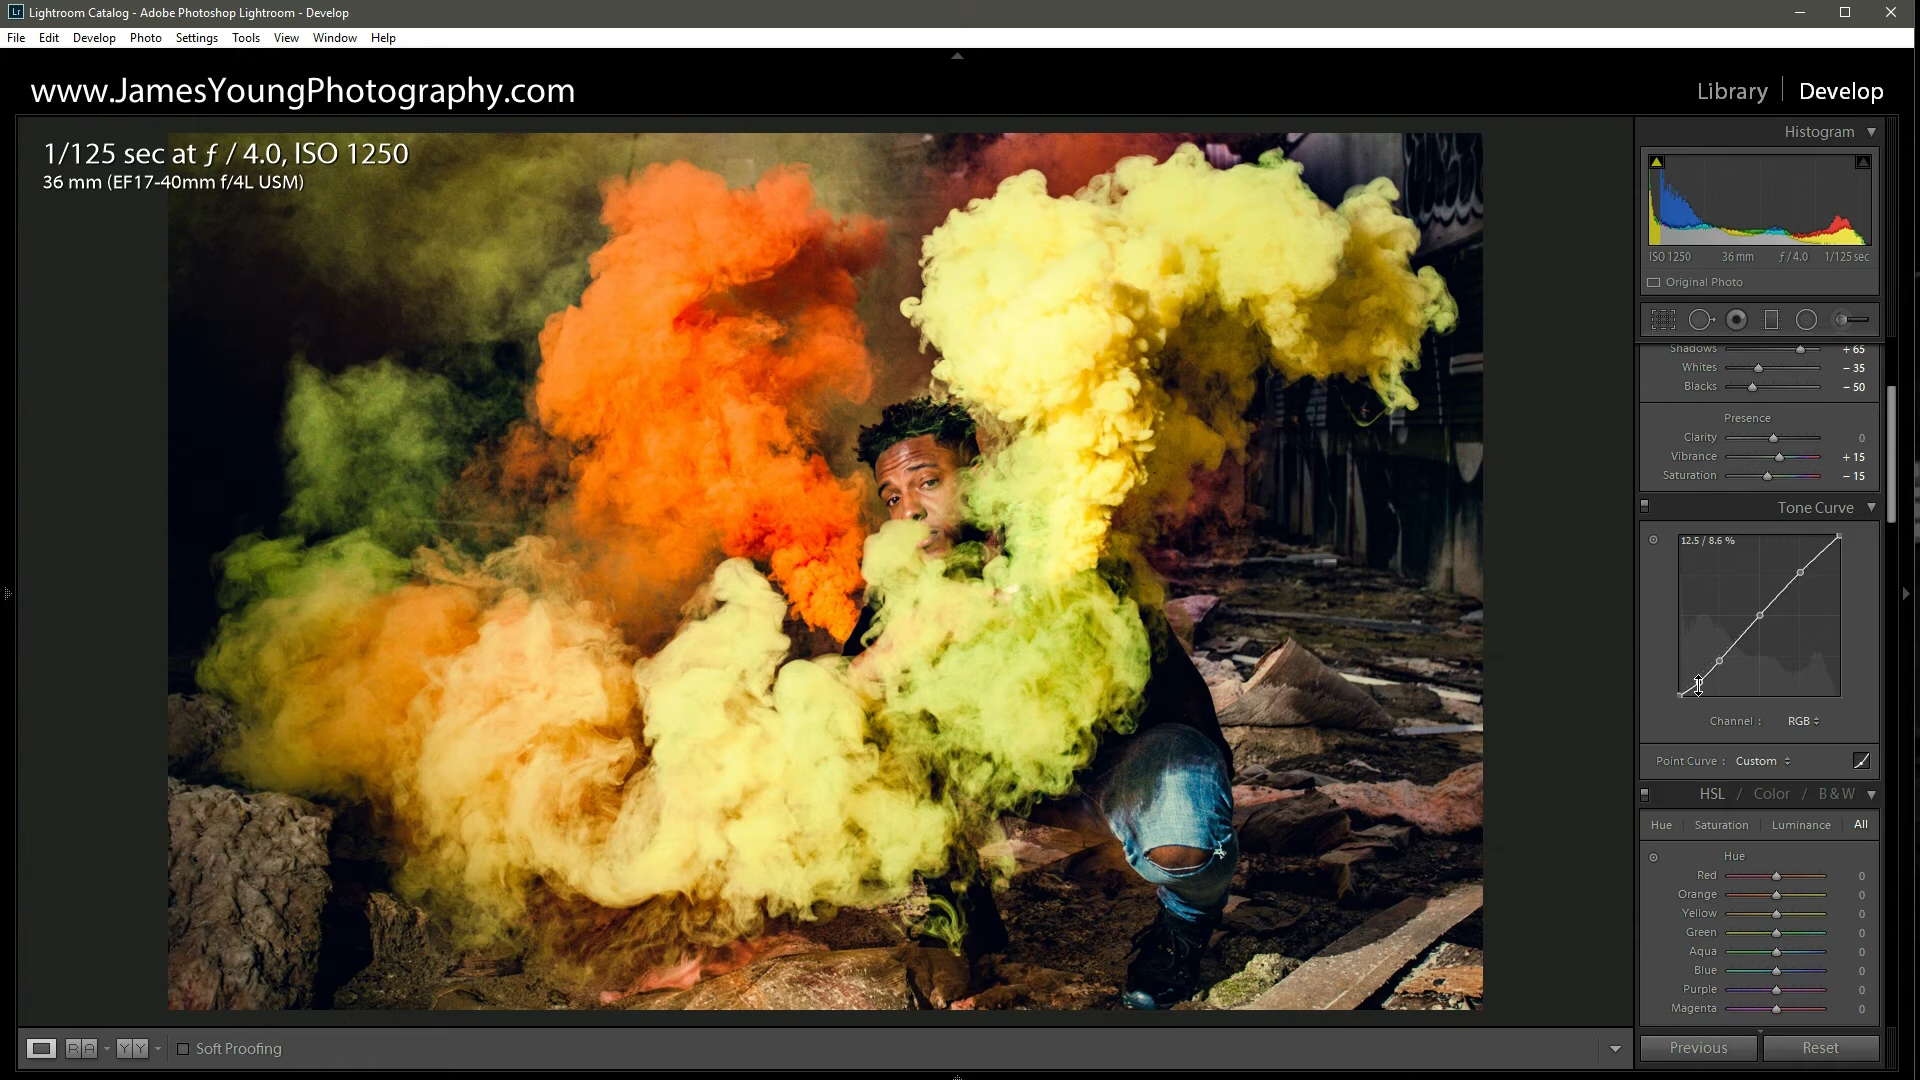 Lightroom Catalog - Adobe Photoshop Lightroom - Develop
File Edit Develop Photo Settings Tools View Window Help
www.JamesYoungPhotography.com
Library Develop
1/125 sec at ƒ / 4.0, ISO 1250
36 mm (EF17-40mm f/4L USM)
Histogram
ISO 1250 36 mm ƒ / 4.0 1/125 sec
Original Photo
Shadows + 65
Whites – 35
Blacks – 50
Presence
Clarity 0
Vibrance + 15
Saturation – 15
Tone Curve
12.5 / 8.6 %
Channel : RGB
Point Curve : Custom
HSL / Color / B & W
Hue Saturation Luminance All
Hue
Red 0
Orange 0
Yellow 0
Green 0
Aqua 0
Blue 0
Purple 0
Magenta 0
R A Y Y Soft Proofing
Previous Reset